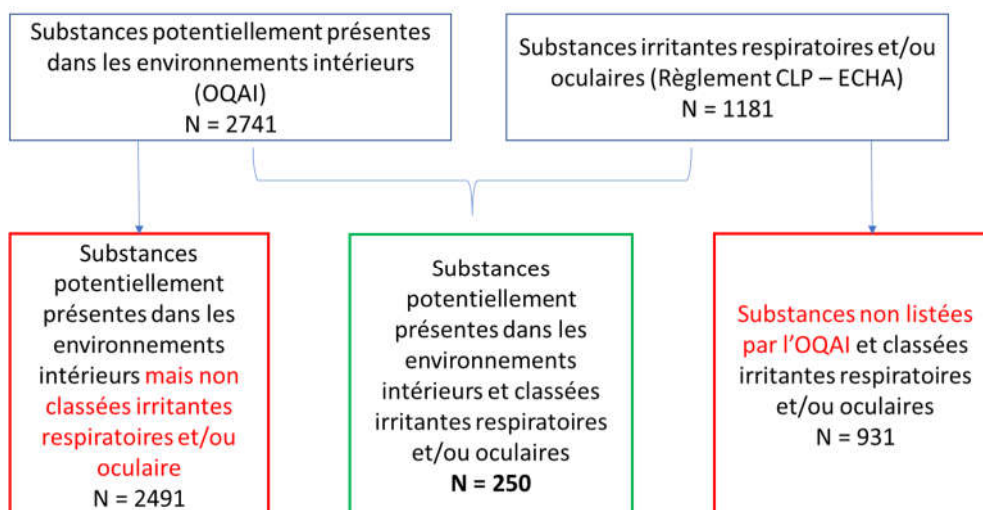 Substances potentiellement présentes
dans les environnements intérieurs
(OQAI)
N = 2741
Substances irritantes respiratoires et/ou
oculaires (Règlement CLP – ECHA)
N = 1181
Substances
potentiellement
présentes dans les
environnements
intérieurs mais non
classées irritantes
respiratoires et/ou
oculaire
N = 2491
Substances
potentiellement
présentes dans les
environnements
intérieurs et classées
irritantes respiratoires
et/ou oculaires
N = 250
Substances non listées
par l'OQAI et classées
irritantes respiratoires
et/ou oculaires
N = 931